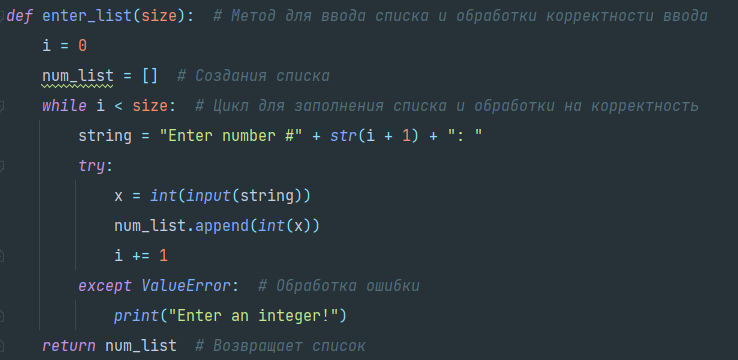 def enter_list(size):  # Метод для ввода списка и обработки корректности ввода
    i = 0
    num_list = []  # Создания списка
    while i < size:  # Цикл для заполнения списка и обработки на корректность
        string = "Enter number #" + str(i + 1) + ": "
        try:
            x = int(input(string))
            num_list.append(int(x))
            i += 1
        except ValueError:  # Обработка ошибки
            print("Enter an integer!")
    return num_list  # Возвращает список